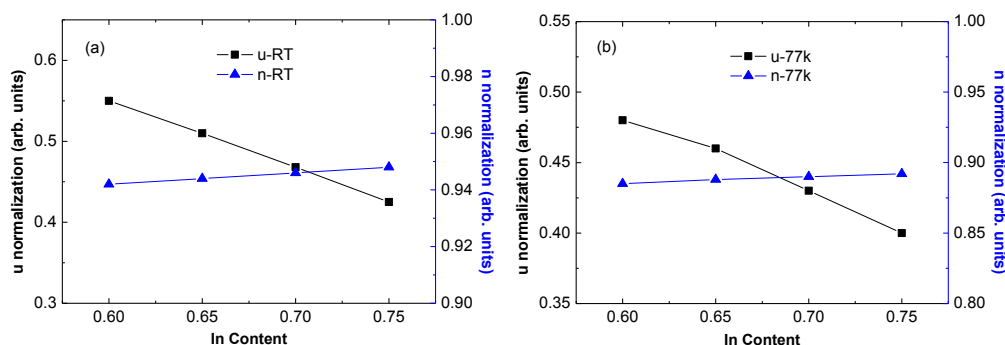 (a)
u-RT
n-RT
u normalization (arb. units)
0.6
0.5
0.4
0.3
1.00
0.98
0.96
0.94
0.92
0.90
n normalization (arb. units)
0.60 0.65 0.70 0.75
In Content
(b)
u-77k
n-77k
u normalization (arb. units)
0.55
0.50
0.45
0.40
0.35
1.00
0.95
0.90
0.85
0.80
n normalization (arb. units)
0.60 0.65 0.70 0.75
In Content